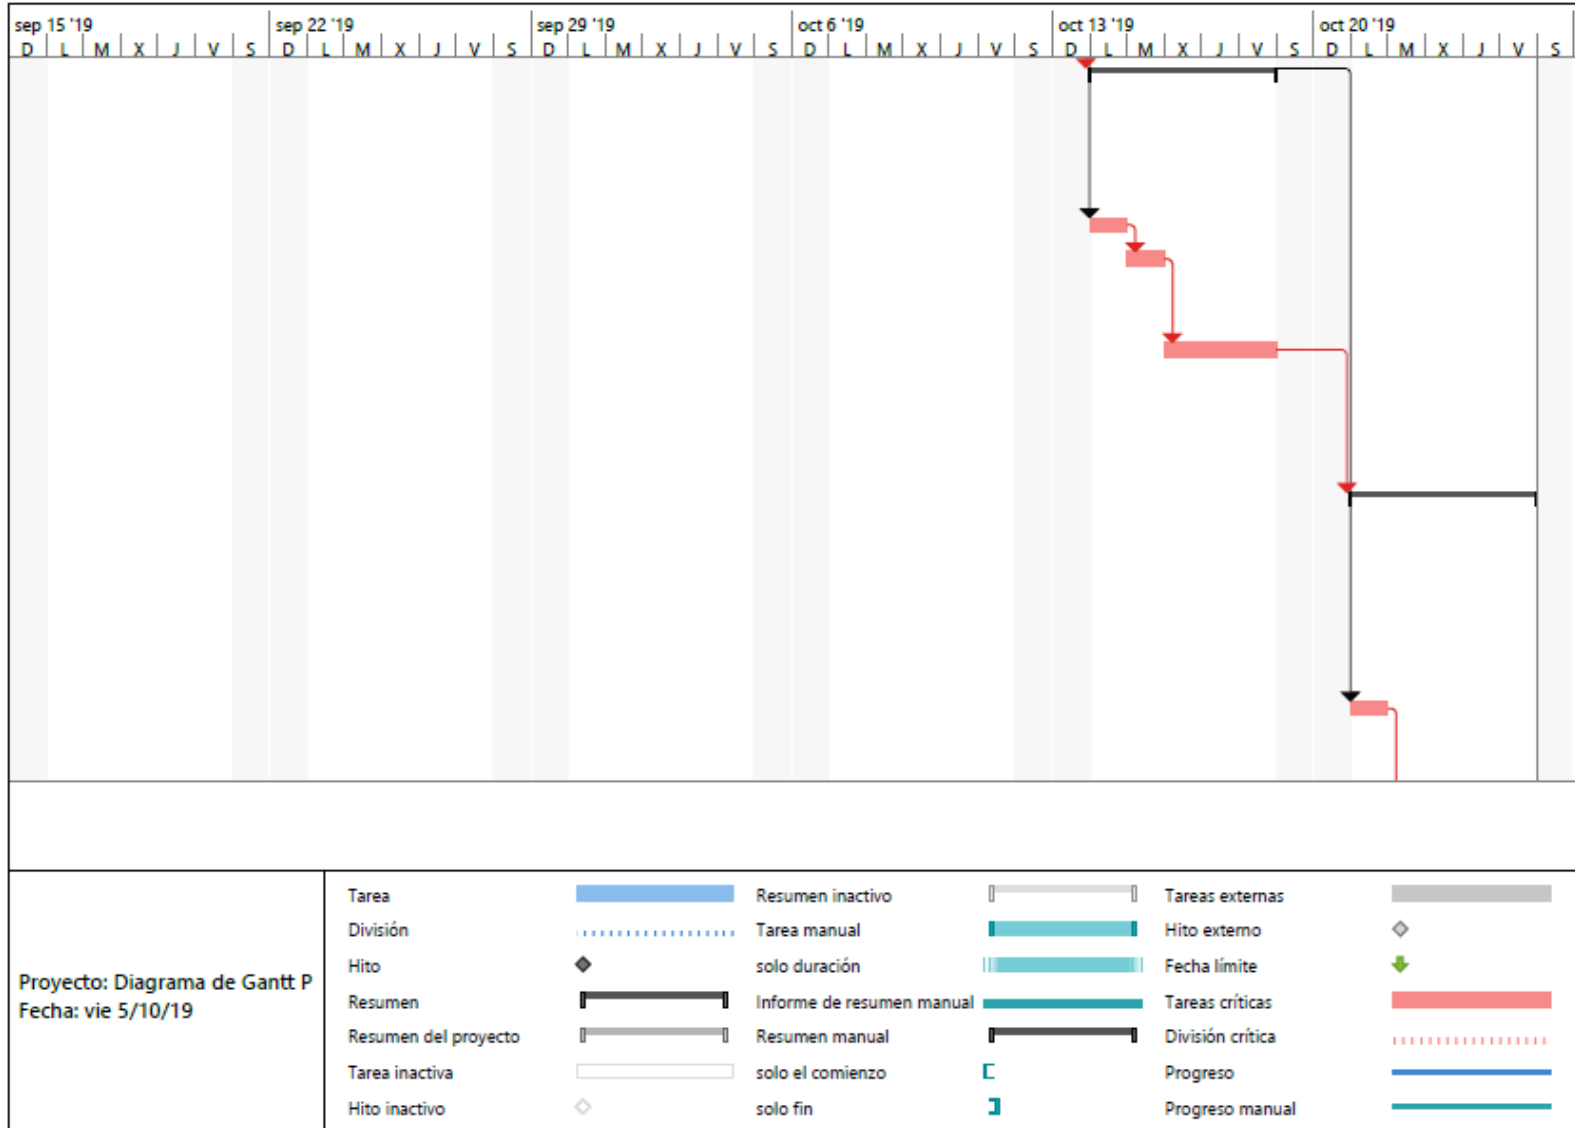 sep 15 '19 sep 22 '19 sep 29 '19 oct 6 '19 oct 13 '19 oct 20 '19
D L M X J V S D L M X J V S D L M X J V S D L M X J V S D L M X J V S D L M X J V S
Proyecto: Diagrama de Gantt P
Fecha: vie 5/10/19
Tarea Resumen inactivo Tareas externas
División Tarea manual Hito externo
Hito solo duración Fecha límite
Resumen Informe de resumen manual Tareas críticas
Resumen del proyecto Resumen manual División crítica
Tarea inactiva solo el comienzo Progreso
Hito inactivo solo fin Progreso manual